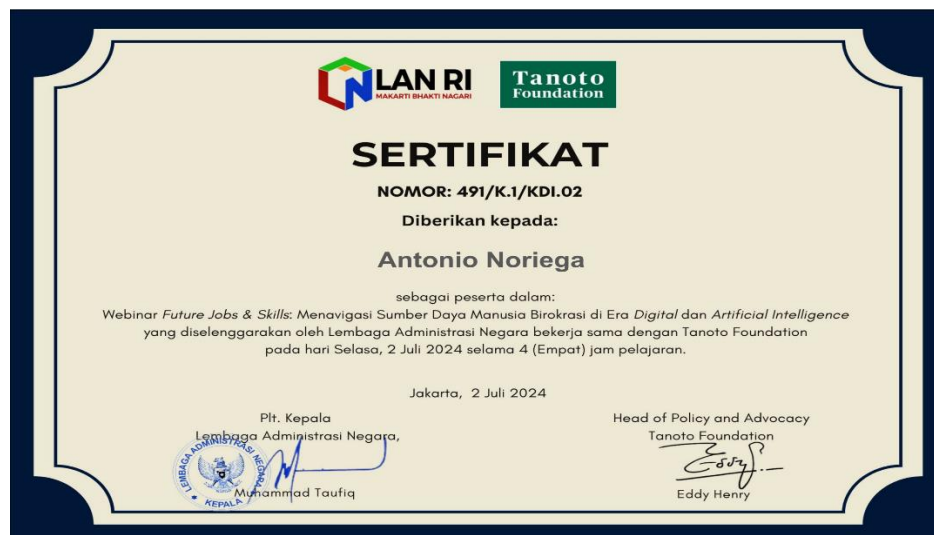 LAN RI
MAKARTI BHAKTI NAGARI
Tanoto
Foundation
SERTIFIKAT
NOMOR: 491/K.1/KDI.02
Diberikan kepada:
Antonio Noriega
sebagai peserta dalam:
Webinar Future Jobs & Skills: Menavigasi Sumber Daya Manusia Birokrasi di Era Digital dan Artificial Intelligence
yang diselenggarakan oleh Lembaga Administrasi Negara bekerja sama dengan Tanoto Foundation
pada hari Selasa, 2 Juli 2024 selama 4 (Empat) jam pelajaran.
Jakarta, 2 Juli 2024
Plt. Kepala
Lembaga Administrasi Negara,
LEMBAGA ADMINISTRASI NEGARA
KEPALA
Muhammad Taufiq
Head of Policy and Advocacy
Tanoto Foundation
Eddy
Eddy Henry